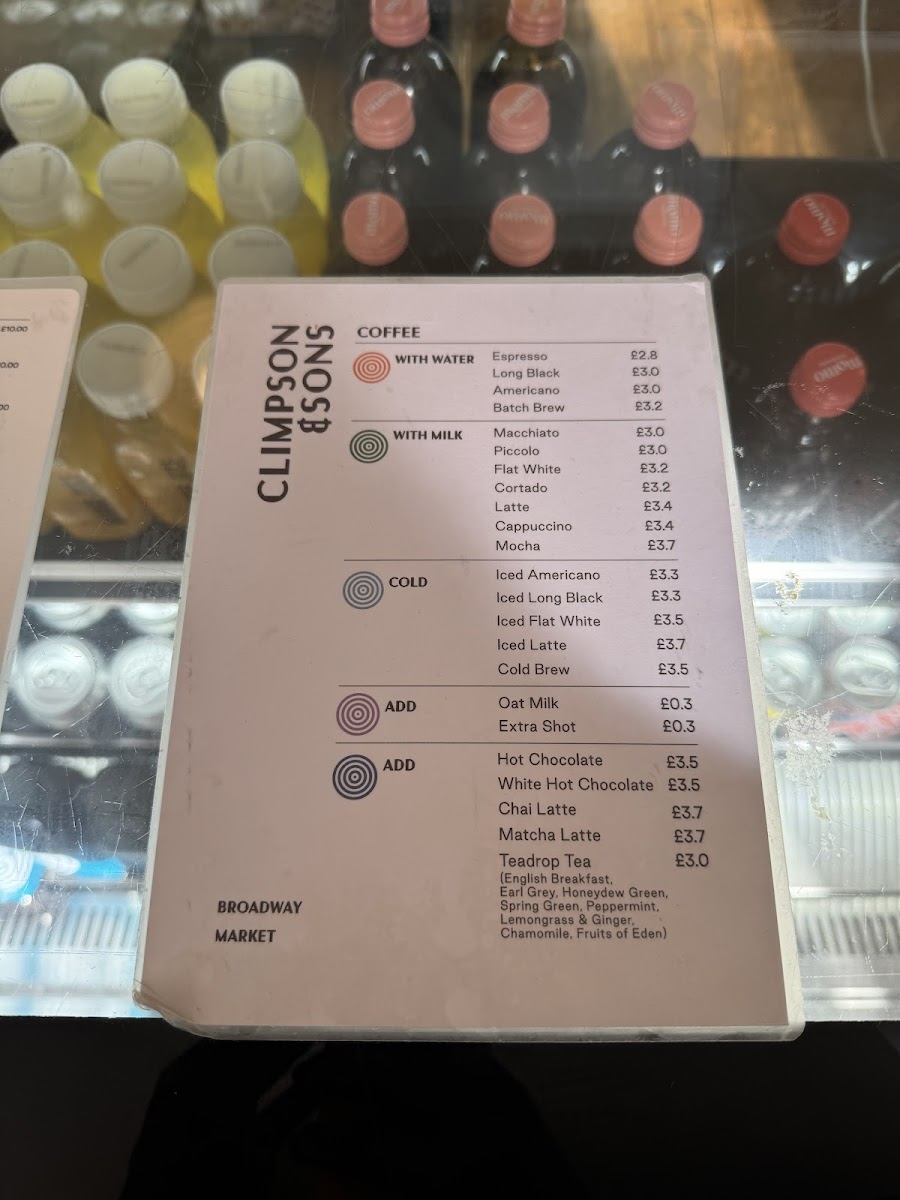 CLIMPSON
&SONS
COFFEE
WITH WATER
Espresso £2.8
Long Black £3.0
Americano £3.0
Batch Brew £3.2
WITH MILK
Macchiato £3.0
Piccolo £3.0
Flat White £3.2
Cortado £3.2
Latte £3.4
Cappuccino £3.4
Mocha £3.7
COLD
Iced Americano £3.3
Iced Long Black £3.3
Iced Flat White £3.5
Iced Latte £3.7
Cold Brew £3.5
ADD
Oat Milk £0.3
Extra Shot £0.3
ADD
Hot Chocolate £3.5
White Hot Chocolate £3.5
Chai Latte £3.7
Matcha Latte £3.7
Teadrop Tea £3.0
(English Breakfast,
Earl Grey, Honeydew Green,
Spring Green, Peppermint,
Lemongrass & Ginger,
Chamomile, Fruits of Eden)
BROADWAY
MARKET
£10.00